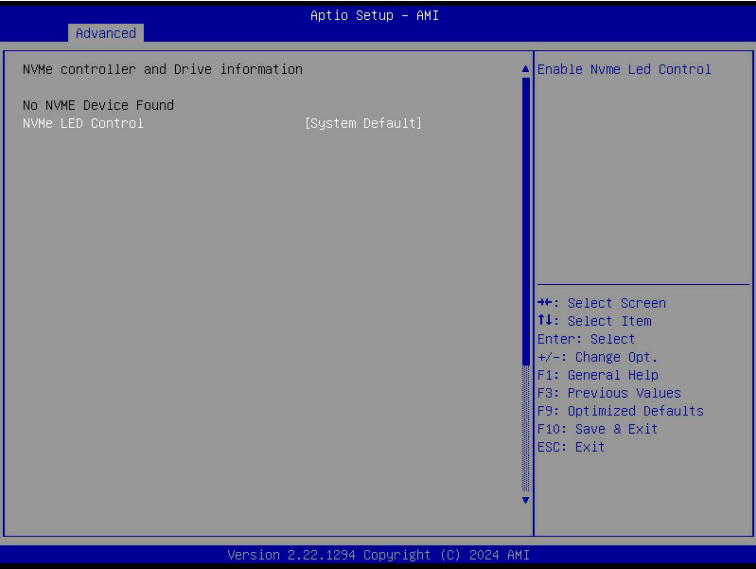 Aptio Setup – AMI
Advanced
NVMe controller and Drive information
No NVME Device Found
NVMe LED Control [System Default]
Enable Nvme Led Control
→←: Select Screen
↑↓: Select Item
Enter: Select
+/-: Change Opt.
F1: General Help
F3: Previous Values
F9: Optimized Defaults
F10: Save & Exit
ESC: Exit
Version 2.22.1294 Copyright (C) 2024 AMI